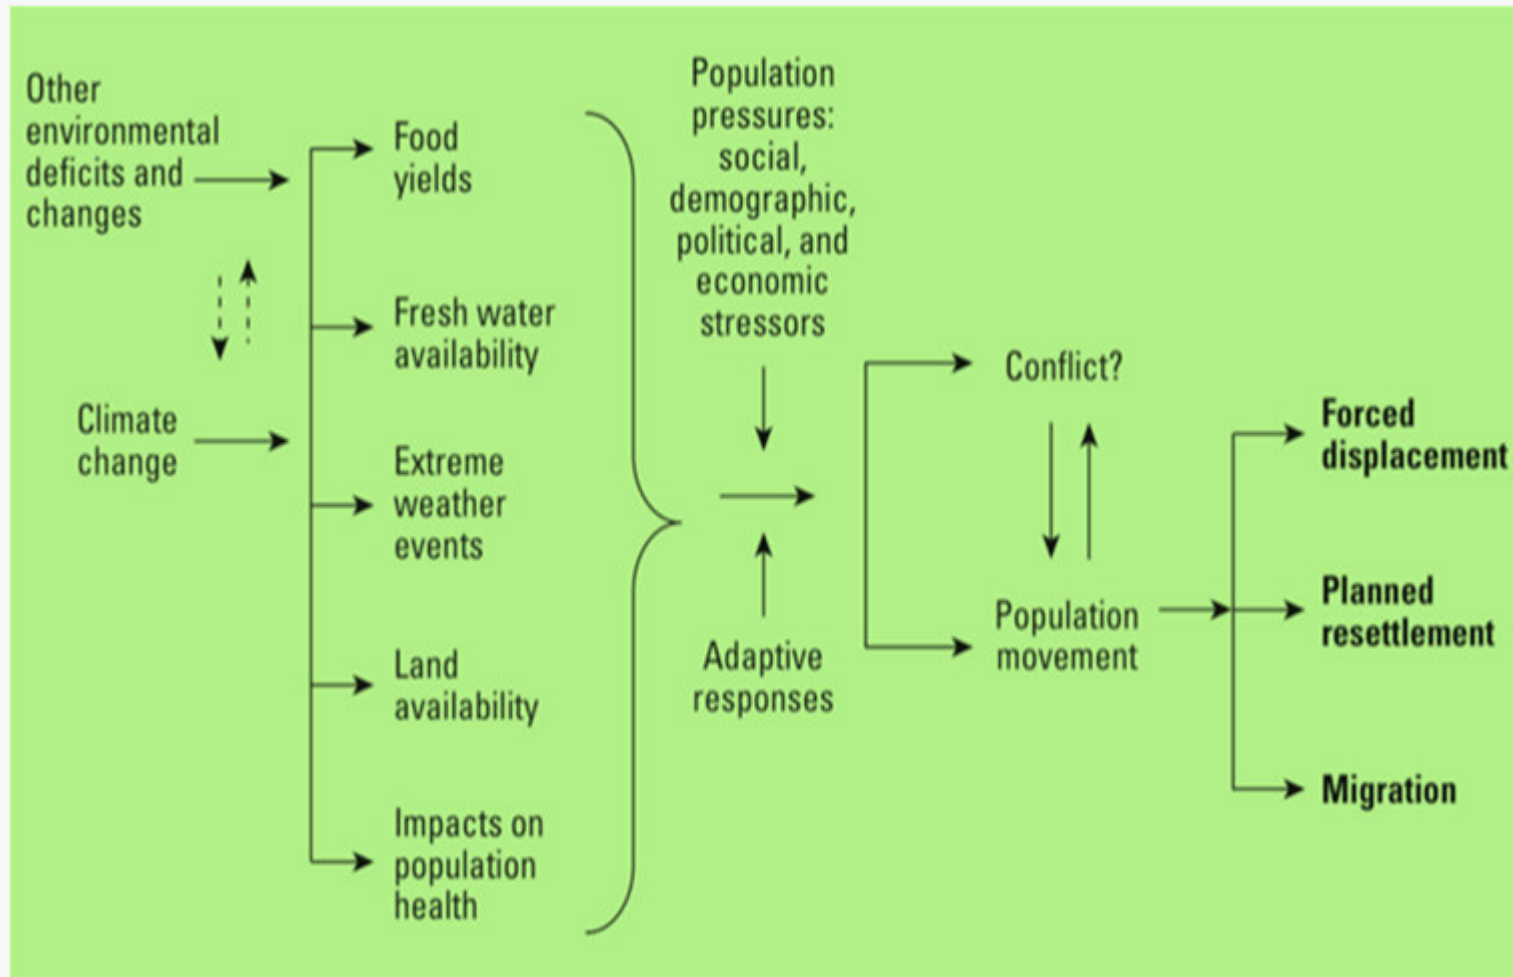 Other
environmental
deficits and
changes
Climate
change
Food
yields
Fresh water
availability
Extreme
weather
events
Land
availability
Impacts on
population
health
Population
pressures:
social,
demographic,
political, and
economic
stressors
Adaptive
responses
Conflict?
Population
movement
Forced
displacement
Planned
resettlement
Migration